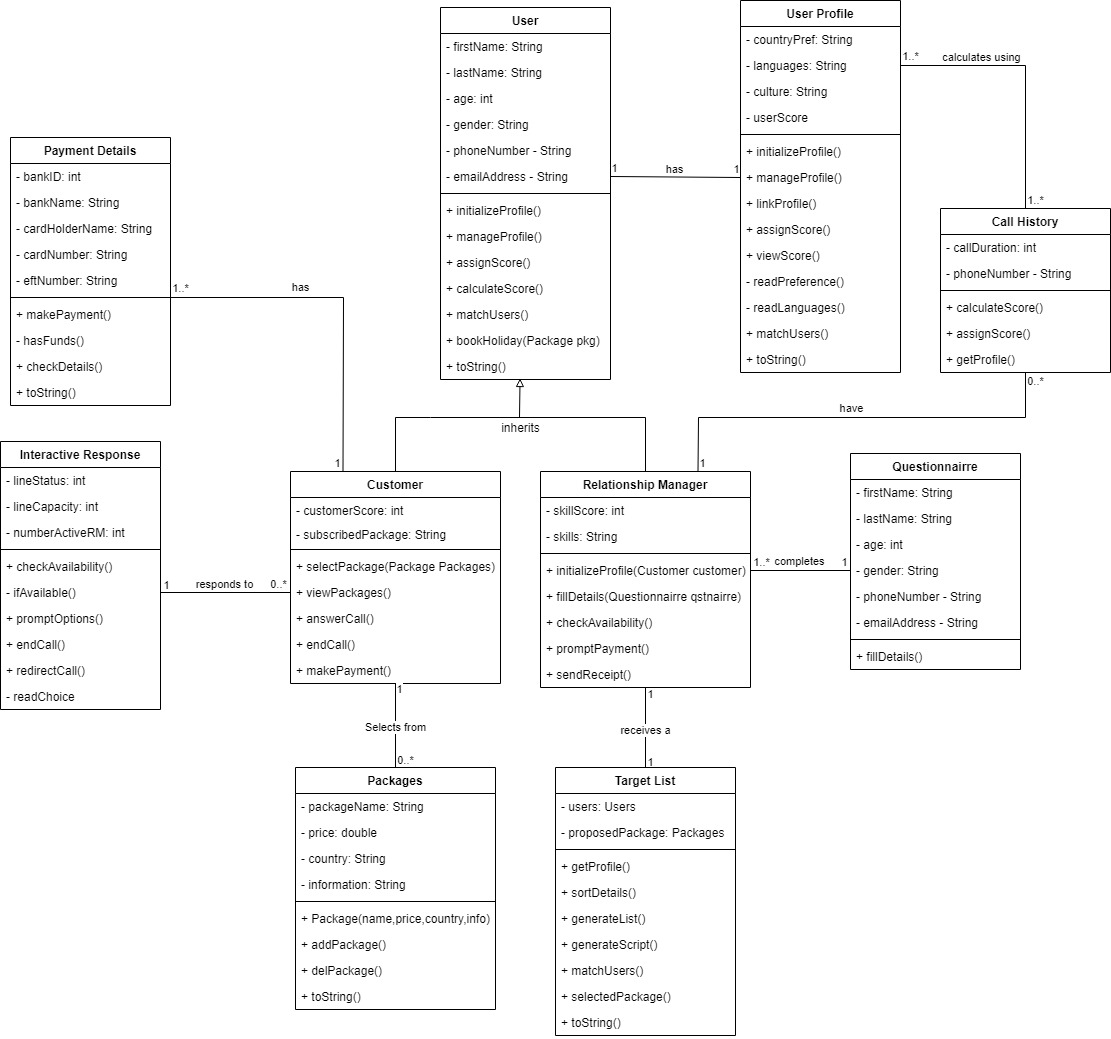 User
- firstName: String
- lastName: String
- age: int
- gender: String
- phoneNumber - String
- emailAddress - String
+ initializeProfile()
+ manageProfile()
+ assignScore()
+ calculateScore()
+ matchUsers()
+ bookHoliday(Package pkg)
+ toString()
1 has 1
User Profile
- countryPref: String
- languages: String
- culture: String
- userScore
+ initializeProfile()
+ manageProfile()
+ linkProfile()
+ assignScore()
+ viewScore()
- readPreference()
- readLanguages()
+ matchUsers()
+ toString()
1..* calculates using
1..*
Call History
- callDuration: int
- phoneNumber - String
+ calculateScore()
+ assignScore()
+ getProfile()
0..*
have
1
Payment Details
- bankID: int
- bankName: String
- cardHolderName: String
- cardNumber: String
- eftNumber: String
+ makePayment()
- hasFunds()
+ checkDetails()
+ toString()
1..* has
1
inherits
Interactive Response
- lineStatus: int
- lineCapacity: int
- numberActiveRM: int
+ checkAvailability()
- ifAvailable()
+ promptOptions()
+ endCall()
+ redirectCall()
- readChoice
1 responds to 0..*
Customer
- customerScore: int
- subscribedPackage: String
+ selectPackage(Package Packages)
+ viewPackages()
+ answerCall()
+ endCall()
+ makePayment()
1
Selects from
0..*
Relationship Manager
- skillScore: int
- skills: String
+ initializeProfile(Customer customer)
+ fillDetails(Questionnairre qstnairre)
+ checkAvailability()
+ promptPayment()
+ sendReceipt()
1..* completes 1
Questionnairre
- firstName: String
- lastName: String
- age: int
- gender: String
- phoneNumber - String
- emailAddress - String
+ fillDetails()
1
receives a
1
Packages
- packageName: String
- price: double
- country: String
- information: String
+ Package(name,price,country,info)
+ addPackage()
+ delPackage()
+ toString()
Target List
- users: Users
- proposedPackage: Packages
+ getProfile()
+ sortDetails()
+ generateList()
+ generateScript()
+ matchUsers()
+ selectedPackage()
+ toString()